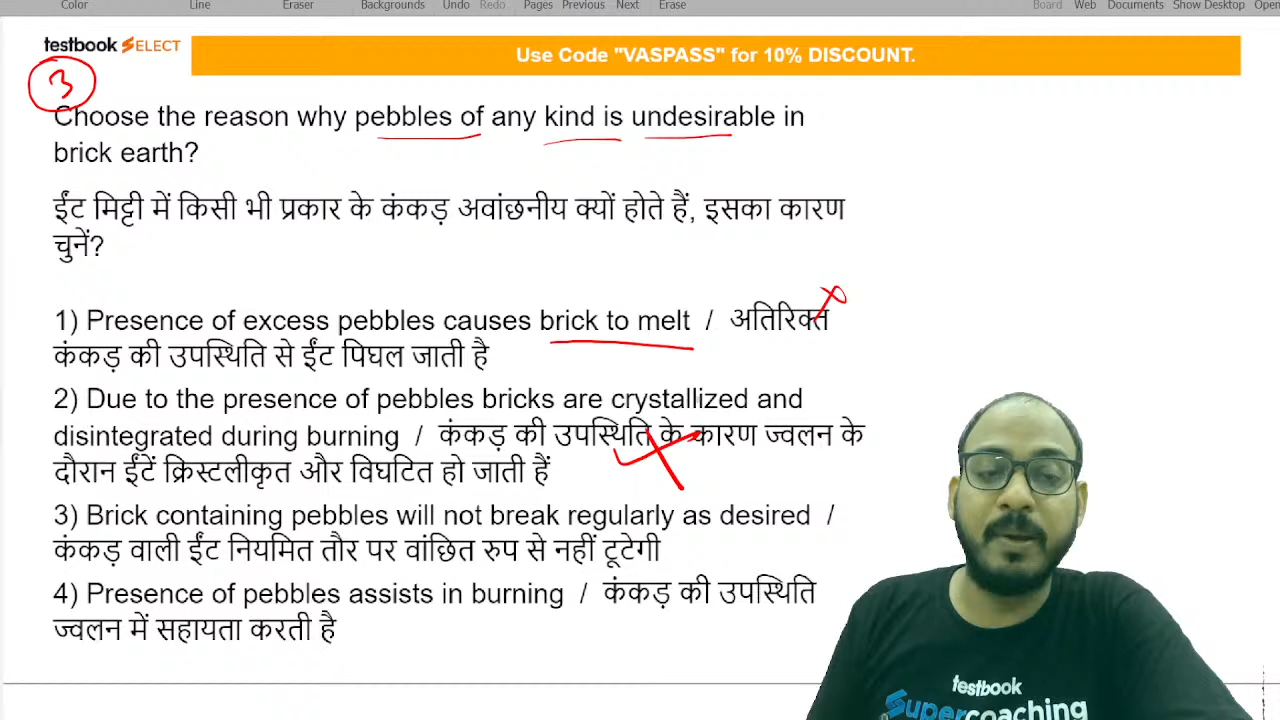 Color Line Eraser Backgrounds Undo Redo Pages Previous Next Erase Board Web Documents Show Desktop Open
testbook SELECT
Use Code "VASPASS" for 10% DISCOUNT.
3
Choose the reason why pebbles of any kind is undesirable in
brick earth?
ईंट मिट्टी में किसी भी प्रकार के कंकड़ अवांछनीय क्यों होते हैं, इसका कारण
चुनें?
1) Presence of excess pebbles causes brick to melt / अतिरिक्त
कंकड़ की उपस्थिति से ईंट पिघल जाती है
2) Due to the presence of pebbles bricks are crystallized and
disintegrated during burning / कंकड़ की उपस्थिति के कारण ज्वलन के
दौरान ईंटें क्रिस्टलीकृत और विघटित हो जाती हैं
3) Brick containing pebbles will not break regularly as desired /
कंकड़ वाली ईंट नियमित तौर पर वांछित रुप से नहीं टूटेगी
4) Presence of pebbles assists in burning / कंकड़ की उपस्थिति
ज्वलन में सहायता करती है
testbook
Supercoaching